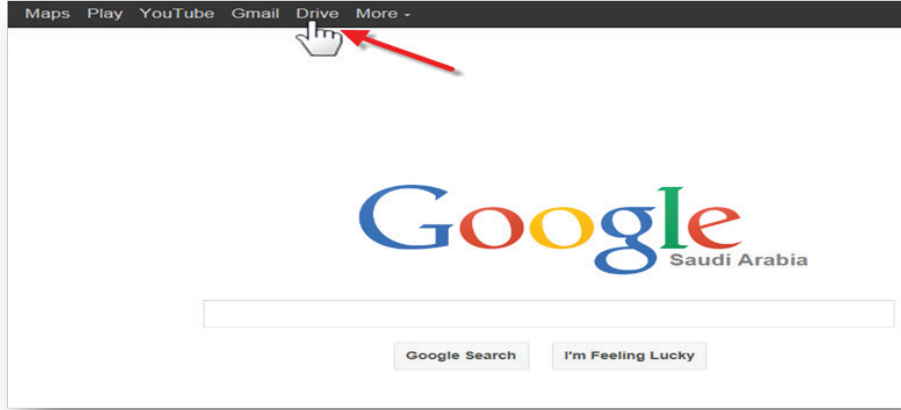 Maps Play YouTube Gmail Drive More
Google
Saudi Arabia
Google Search I'm Feeling Lucky